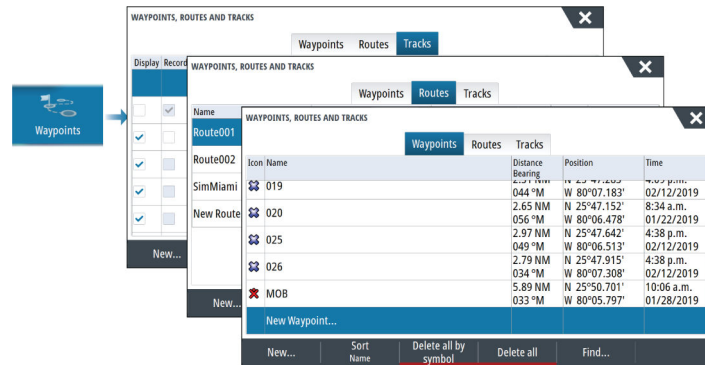 WAYPOINTS, ROUTES AND TRACKS
Waypoints Routes Tracks
Display Record
New...
Waypoints
WAYPOINTS, ROUTES AND TRACKS
Waypoints Routes Tracks
Name
Route001
Route002
SimMiami
New Route
New...
WAYPOINTS, ROUTES AND TRACKS
Waypoints Routes Tracks
Icon Name Distance Position Time
Bearing
019
044 °M W 80°07.183' 02/12/2019
020 2.65 NM N 25°47.152' 8:34 a.m.
056 °M W 80°06.478' 01/22/2019
025 2.97 NM N 25°47.642' 4:38 p.m.
049 °M W 80°06.513' 02/12/2019
026 2.79 NM N 25°47.915' 4:38 p.m.
034 °M W 80°07.308' 02/12/2019
MOB 5.89 NM N 25°50.701' 10:06 a.m.
033 °M W 80°05.797' 01/28/2019
New Waypoint...
New... Sort Name Delete all by symbol Delete all Find...